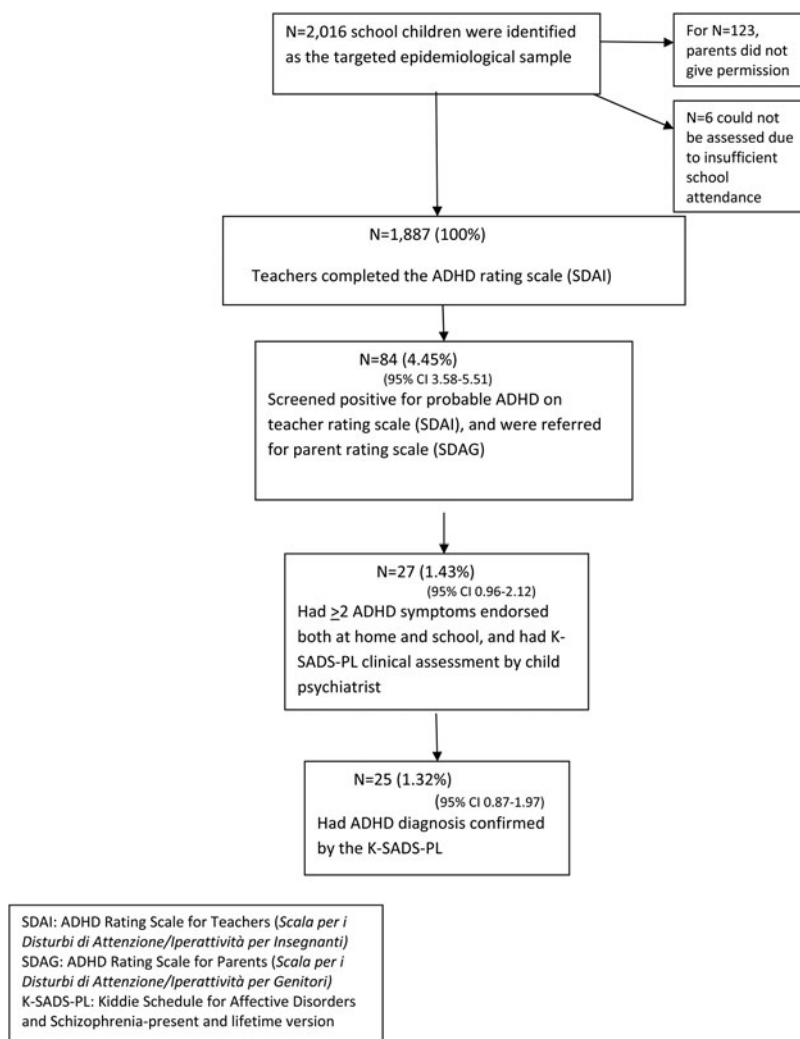 N=2,016 school children were identified
as the targeted epidemiological sample
For N=123,
parents did not
give permission
N=6 could not
be assessed due
to insufficient
school
attendance
N=1,887 (100%)
Teachers completed the ADHD rating scale (SDAI)
N=84 (4.45%)
(95% CI 3.58-5.51)
Screened positive for probable ADHD on
teacher rating scale (SDAI), and were referred
for parent rating scale (SDAG)
N=27 (1.43%)
(95% CI 0.96-2.12)
Had ≥2 ADHD symptoms endorsed
both at home and school, and had K-
SADS-PL clinical assessment by child
psychiatrist
N=25 (1.32%)
(95% CI 0.87-1.97)
Had ADHD diagnosis confirmed
by the K-SADS-PL
SDAI: ADHD Rating Scale for Teachers (Scala per i
Disturbi di Attenzione/Iperattività per Insegnanti)
SDAG: ADHD Rating Scale for Parents (Scala per i
Disturbi di Attenzione/Iperattività per Genitori)
K-SADS-PL: Kiddie Schedule for Affective Disorders
and Schizophrenia-present and lifetime version